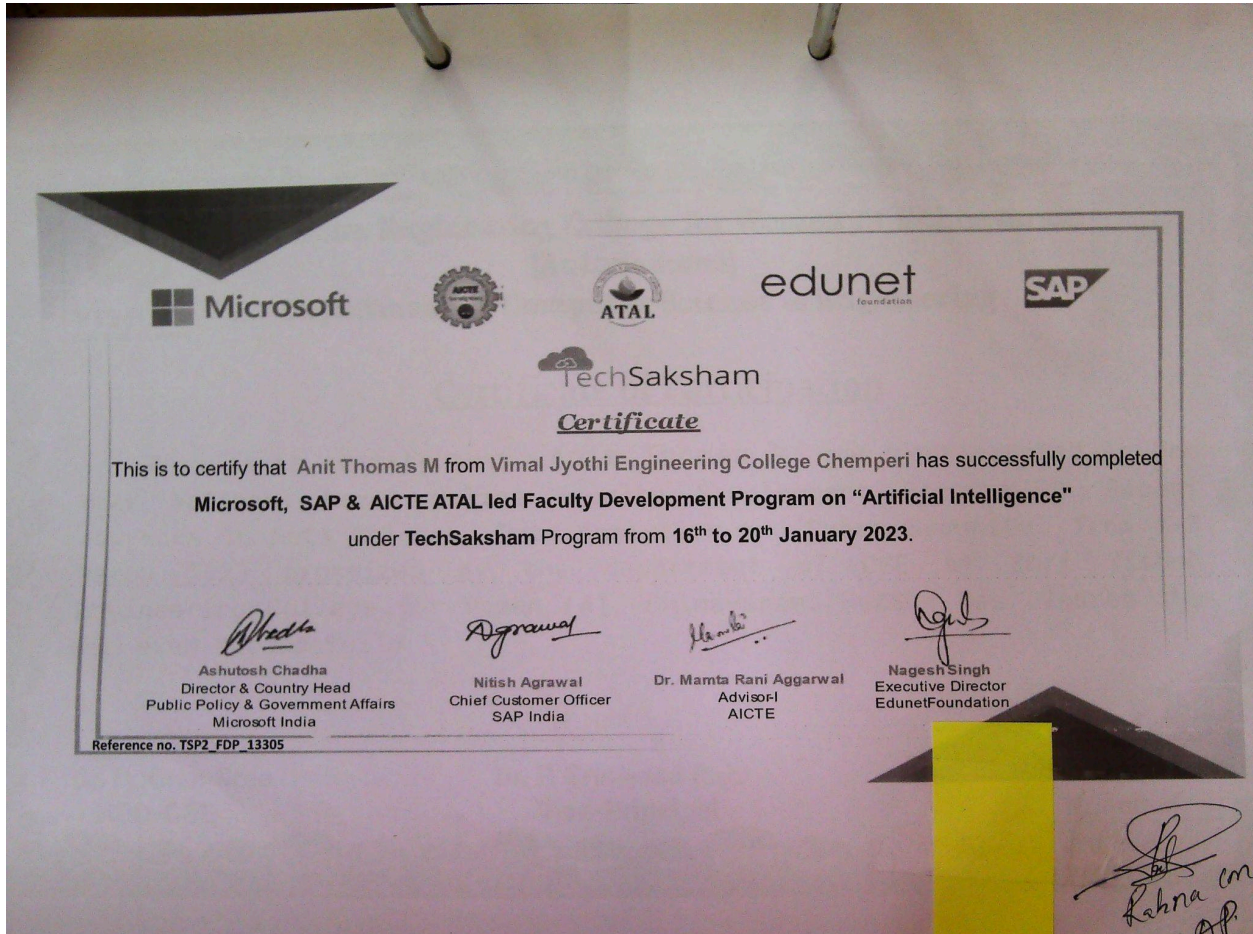 Microsoft
AICTE
ATAL
edunet
foundation
SAP
TechSaksham
Certificate
This is to certify that Anit Thomas M from Vimal Jyothi Engineering College Chemperi has successfully completed
Microsoft, SAP & AICTE ATAL led Faculty Development Program on “Artificial Intelligence"
under TechSaksham Program from 16th to 20th January 2023.
Agrawal
Ashutosh Chadha
Director & Country Head
Public Policy & Government Affairs
Microsoft India
Nitish Agrawal
Chief Customer Officer
SAP India
Dr. Mamta Rani Aggarwal
Advisor-I
AICTE
Nagesh Singh
Executive Director
EdunetFoundation
Reference no. TSP2_FDP_13305
AP.